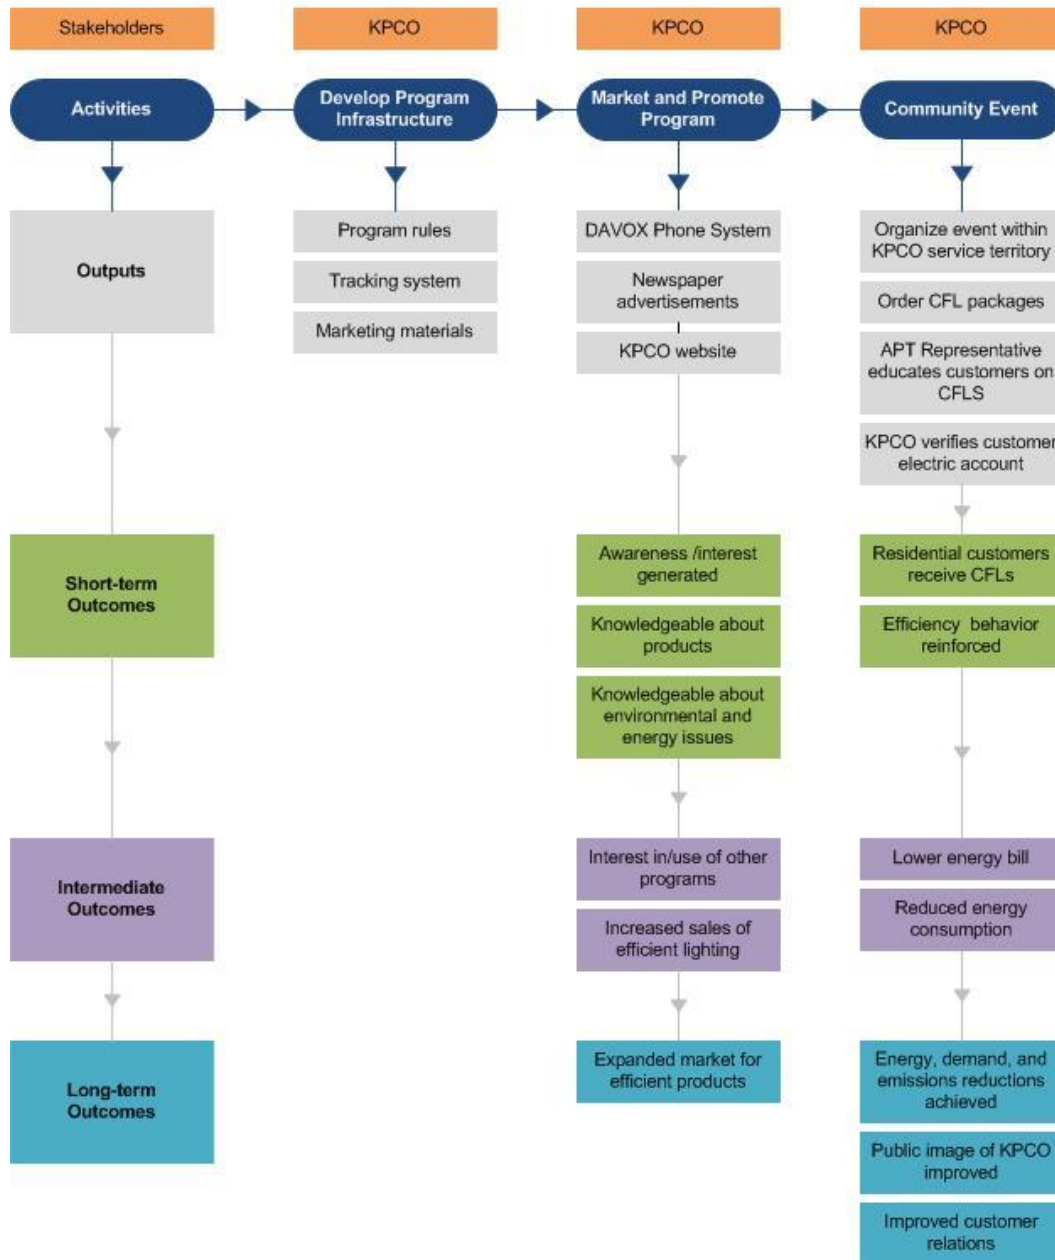 Stakeholders
KPCO
KPCO
KPCO
Activities
Develop Program
Infrastructure
Market and Promote
Program
Community Event
Outputs
Program rules
Tracking system
Marketing materials
DAVOX Phone System
Newspaper
advertisements
KPCO website
Organize event within
KPCO service territory
Order CFL packages
APT Representative
educates customers on
CFLS
KPCO verifies customer
electric account
Short-term
Outcomes
Awareness /interest
generated
Knowledgeable about
products
Knowledgeable about
environmental and
energy issues
Residential customers
receive CFLs
Efficiency behavior
reinforced
Intermediate
Outcomes
Interest in/use of other
programs
Increased sales of
efficient lighting
Lower energy bill
Reduced energy
consumption
Long-term
Outcomes
Expanded market for
efficient products
Energy, demand, and
emissions reductions
achieved
Public image of KPCO
improved
Improved customer
relations